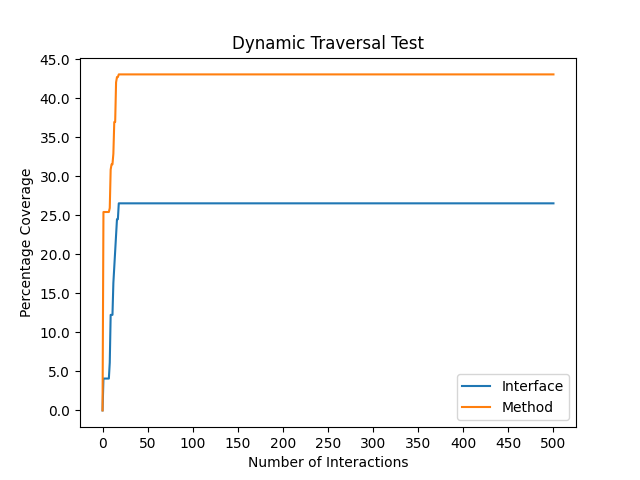 Dynamic Traversal Test
Percentage Coverage
45.0
40.0
35.0
30.0
25.0
20.0
15.0
10.0
5.0
0.0
Interface
Method
0 50 100 150 200 250 300 350 400 450 500
Number of Interactions